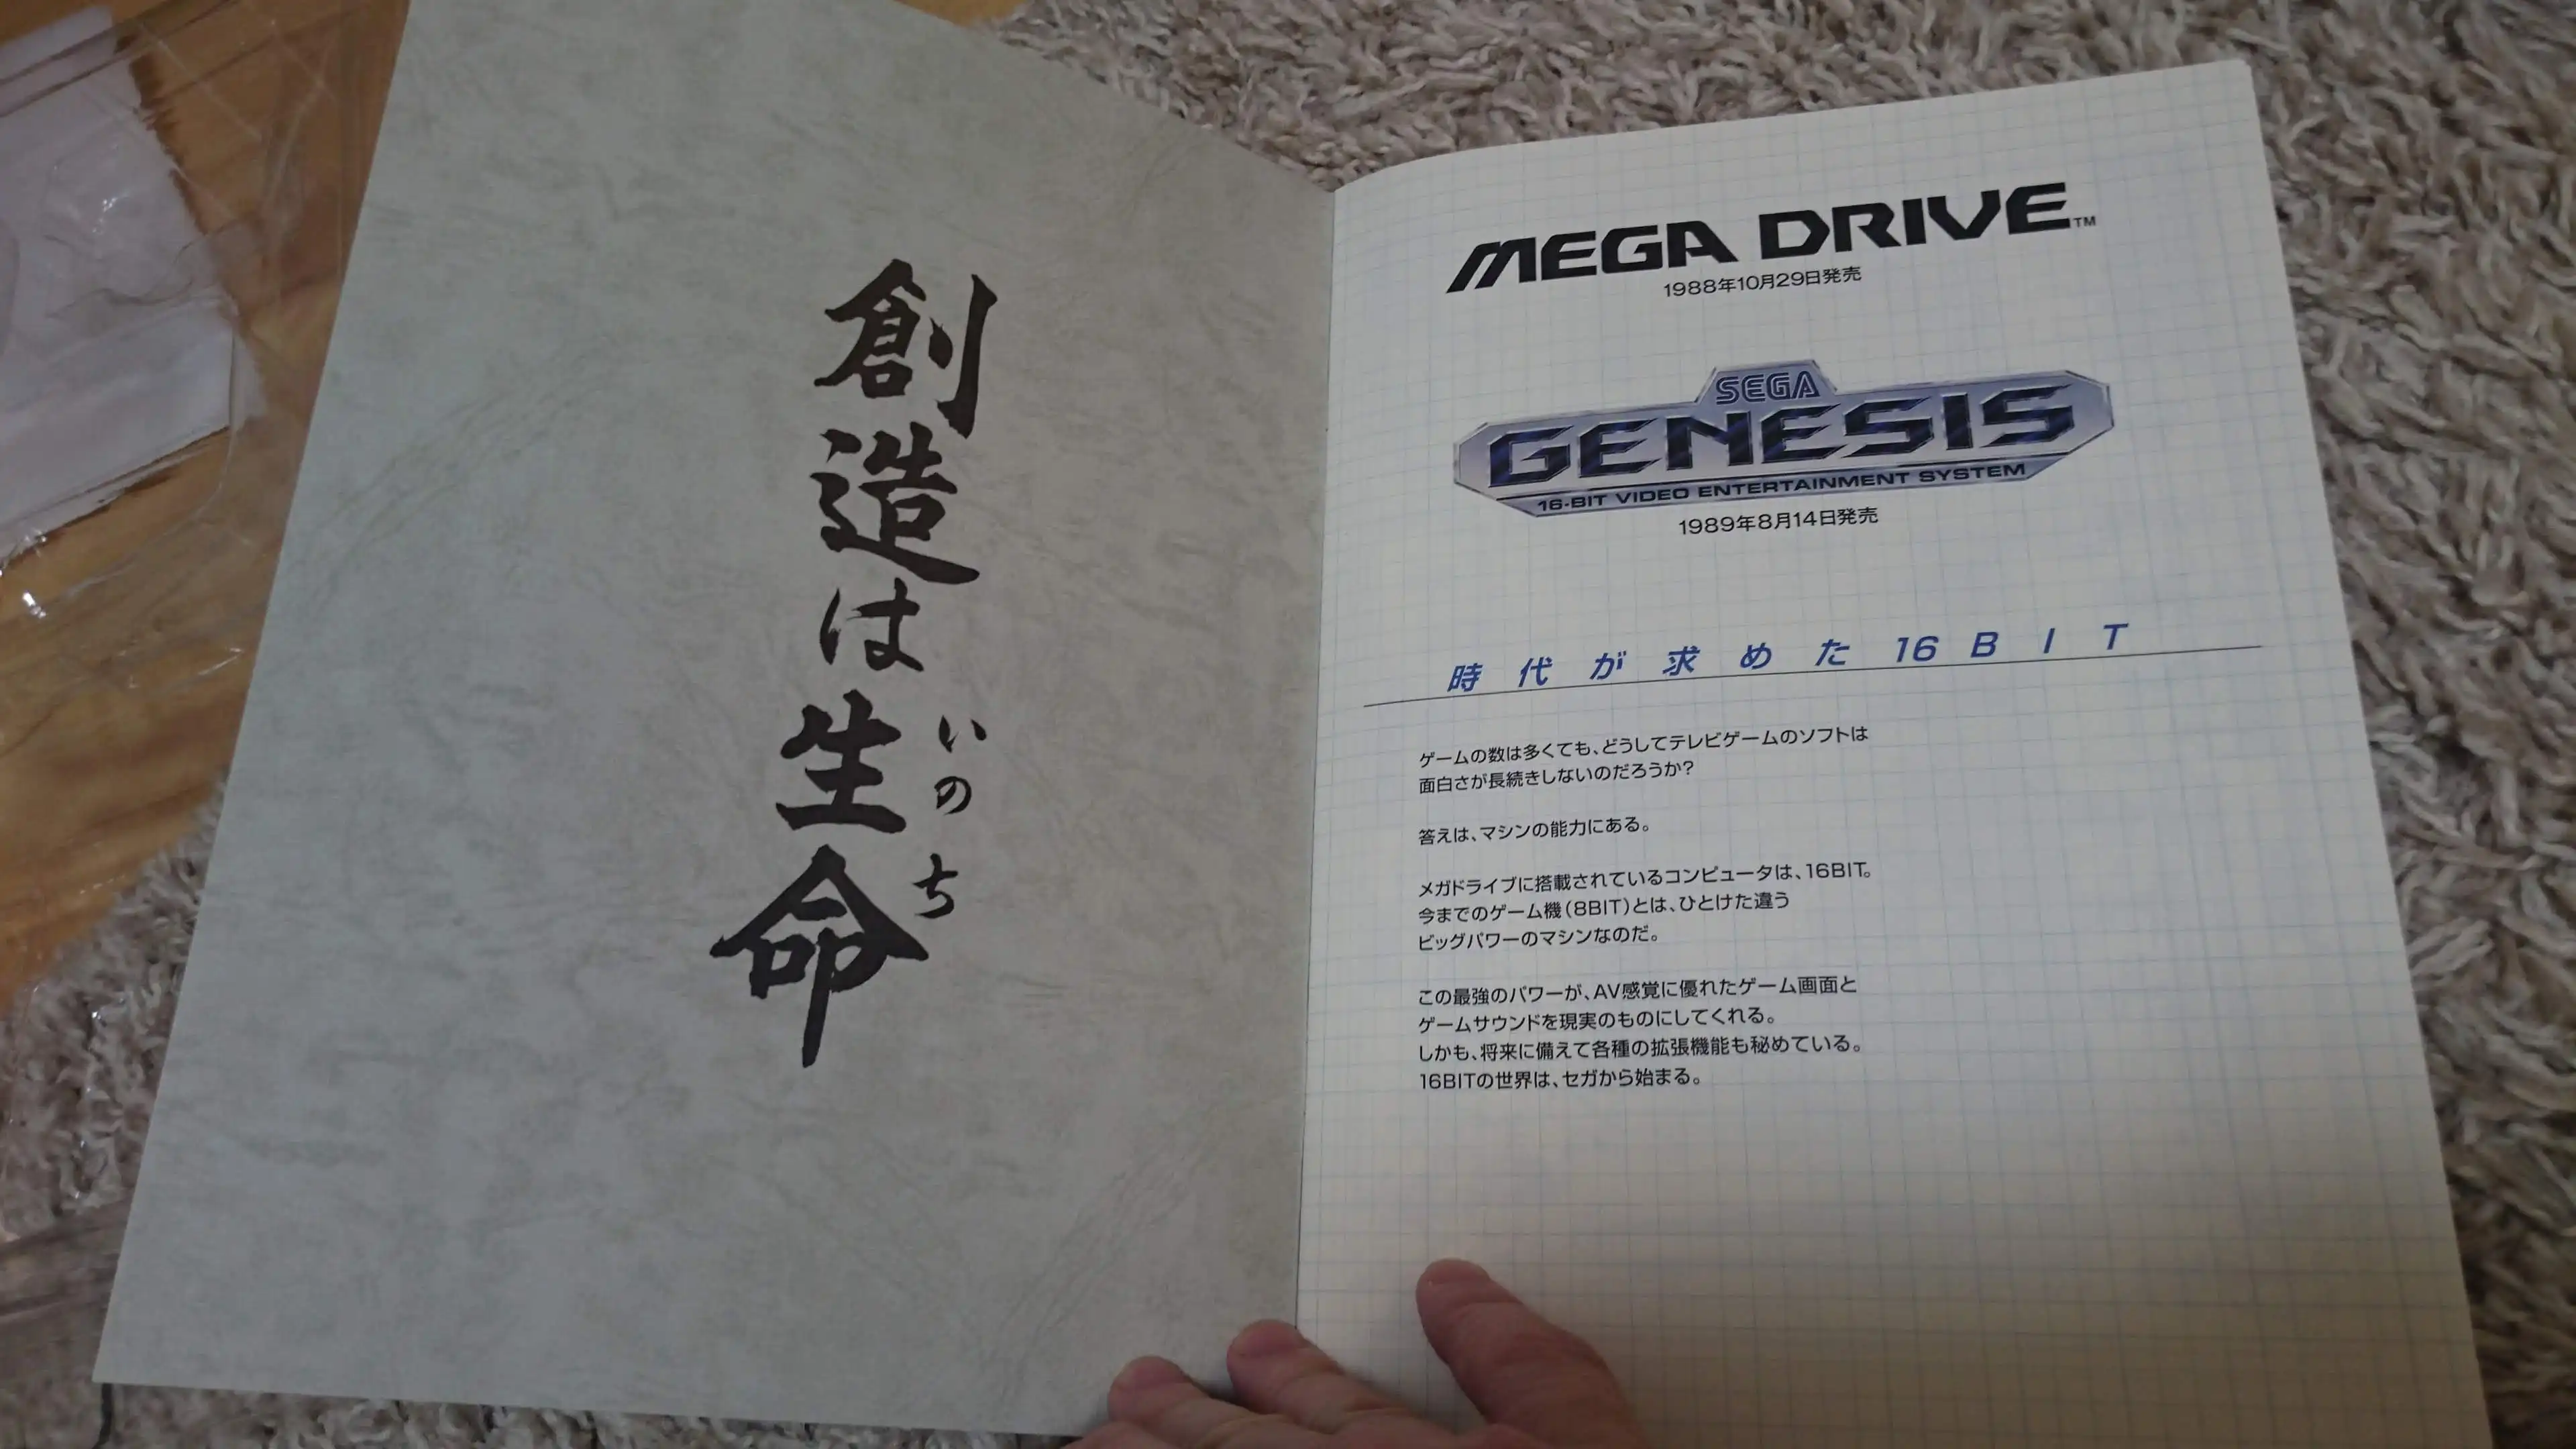 創造は生命
いのち
MEGA DRIVE™
1988年10月29日発売
SEGA
GENESIS
16-BIT VIDEO ENTERTAINMENT SYSTEM
1989年8月14日発売
時代が求めた16BIT
ゲームの数は多くても、どうしてテレビゲームのソフトは
面白さが長続きしないのだろうか?
答えは、マシンの能力にある。
メガドライブに搭載されているコンピュータは、16BIT。
今までのゲーム機(8BIT)とは、ひとけた違う
ビッグパワーのマシンなのだ。
この最強のパワーが、AV感覚に優れたゲーム画面と
ゲームサウンドを現実のものにしてくれる。
しかも、将来に備えて各種の拡張機能も秘めている。
16BITの世界は、セガから始まる。